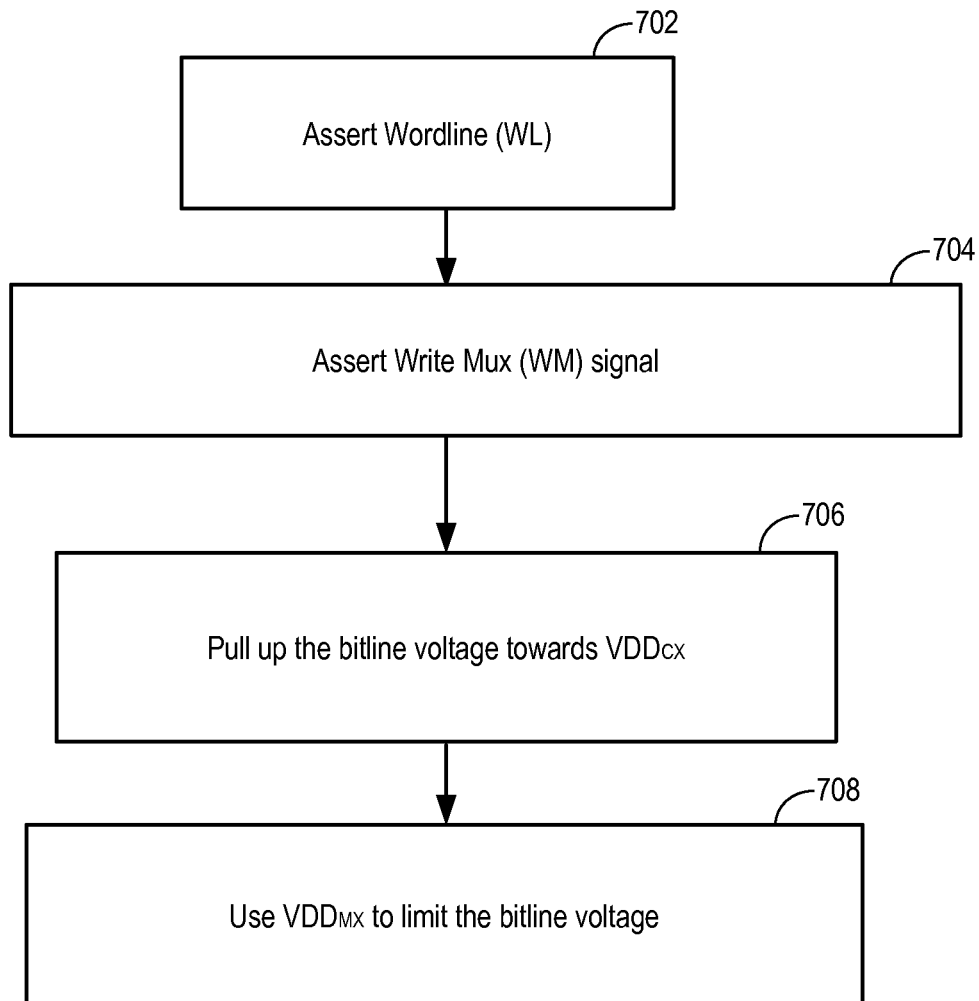 702
Assert Wordline (WL)
704
Assert Write Mux (WM) signal
706
Pull up the bitline voltage towards VDDCX
708
Use VDDMX to limit the bitline voltage